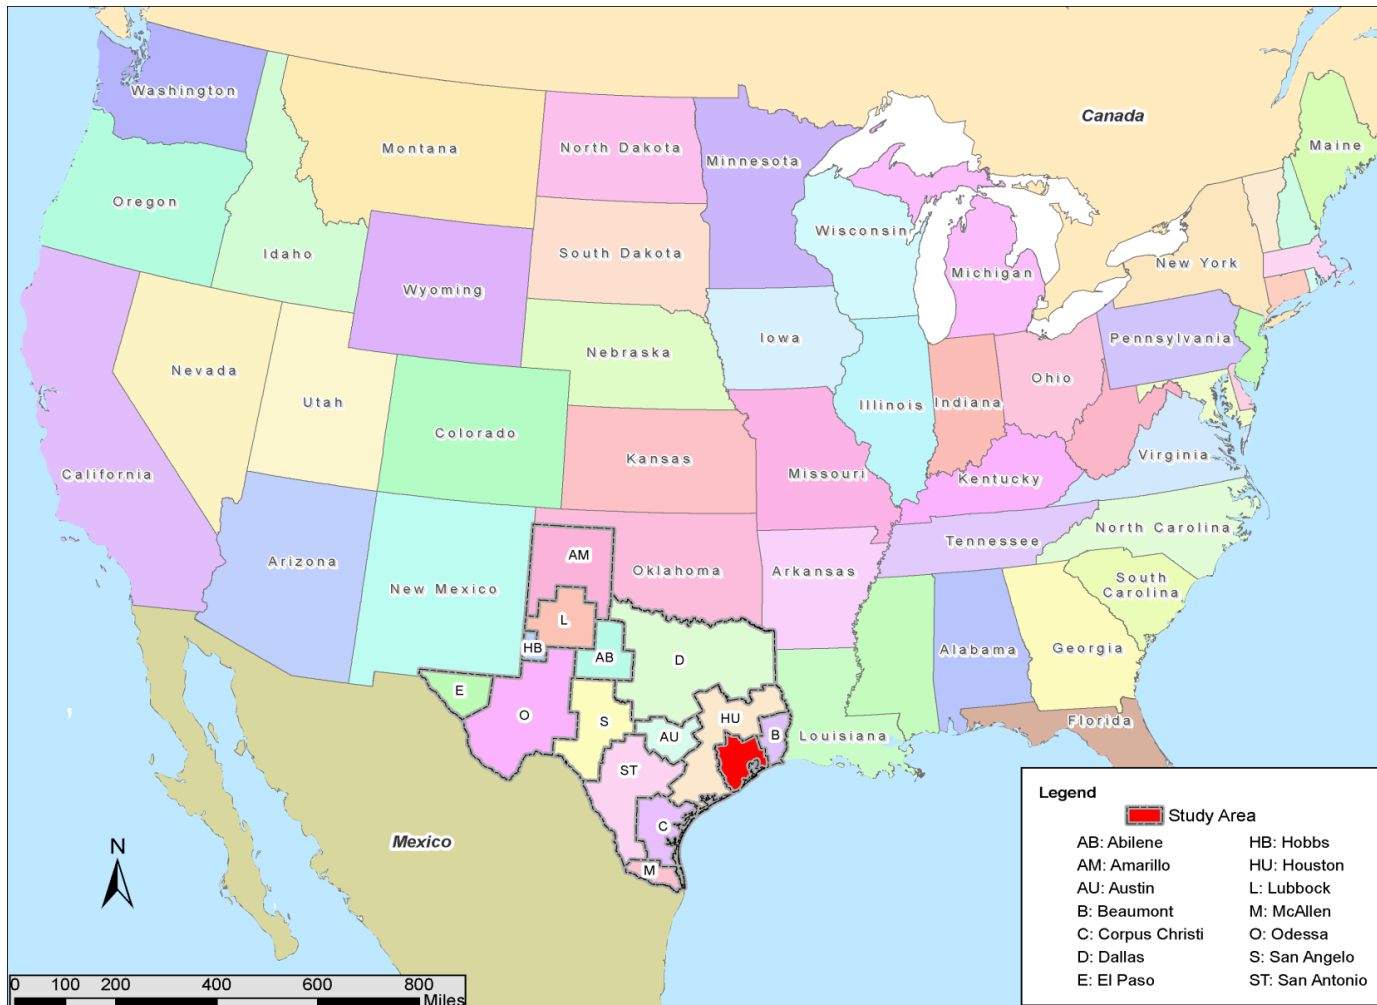 Washington
Canada
Maine
Montana
North Dakota
Minnesota
Oregon
Wisconsin
Idaho
South Dakota
New York
Michigan
Wyoming
Iowa
Pennsylvania
Nebraska
Nevada
Ohio
Utah
Illinois
Indiana
Colorado
Kansas
Virginia
California
Missouri
Kentucky
North Carolina
Tennessee
Arizona
AM
Oklahoma
Arkansas
South
Carolina
New Mexico
L
HB
AB
D
Alabama
Georgia
E
O
S
HU
Florida
AU
B
Louisiana
ST
C
Mexico
N
M
Legend
Study Area
AB: Abilene
HB: Hobbs
AM: Amarillo
HU: Houston
AU: Austin
L: Lubbock
B: Beaumont
M: McAllen
C: Corpus Christi
O: Odessa
D: Dallas
S: San Angelo
E: El Paso
ST: San Antonio
0 100 200 400 600 800
Miles